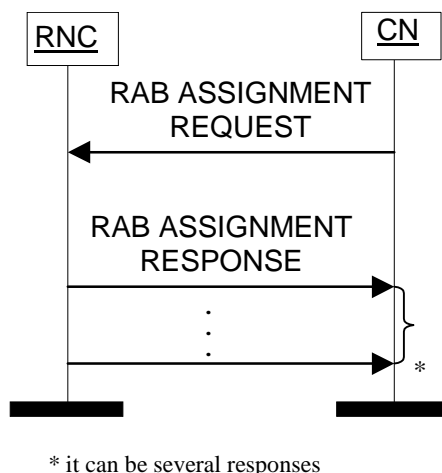 RNC
CN
RAB ASSIGNMENT
REQUEST
RAB ASSIGNMENT
RESPONSE
*
* it can be several responses